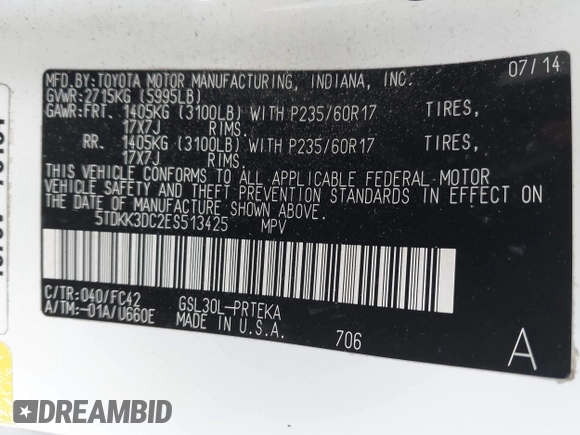 MFD.BY:TOYOTA MOTOR MANUFACTURING, INDIANA, INC. 07/14
GVWR:2715KG (5995LB)
GAWR:FRT. 1405KG (3100LB) WITH P235/60R17 TIRES,
17X7J RIMS.
RR. 1405KG (3100LB) WITH P235/60R17 TIRES,
17X7J RIMS.
THIS VEHICLE CONFORMS TO ALL APPLICABLE FEDERAL MOTOR
VEHICLE SAFETY AND THEFT PREVENTION STANDARDS IN EFFECT ON
THE DATE OF MANUFACTURE SHOWN ABOVE.
5TDKK3DC2ES513425 MPV
C/TR:040/FC42 GSL30L-PRTEKA
A/TM:-01A/U660E MADE IN U.S.A. 706 A
DREAMBID